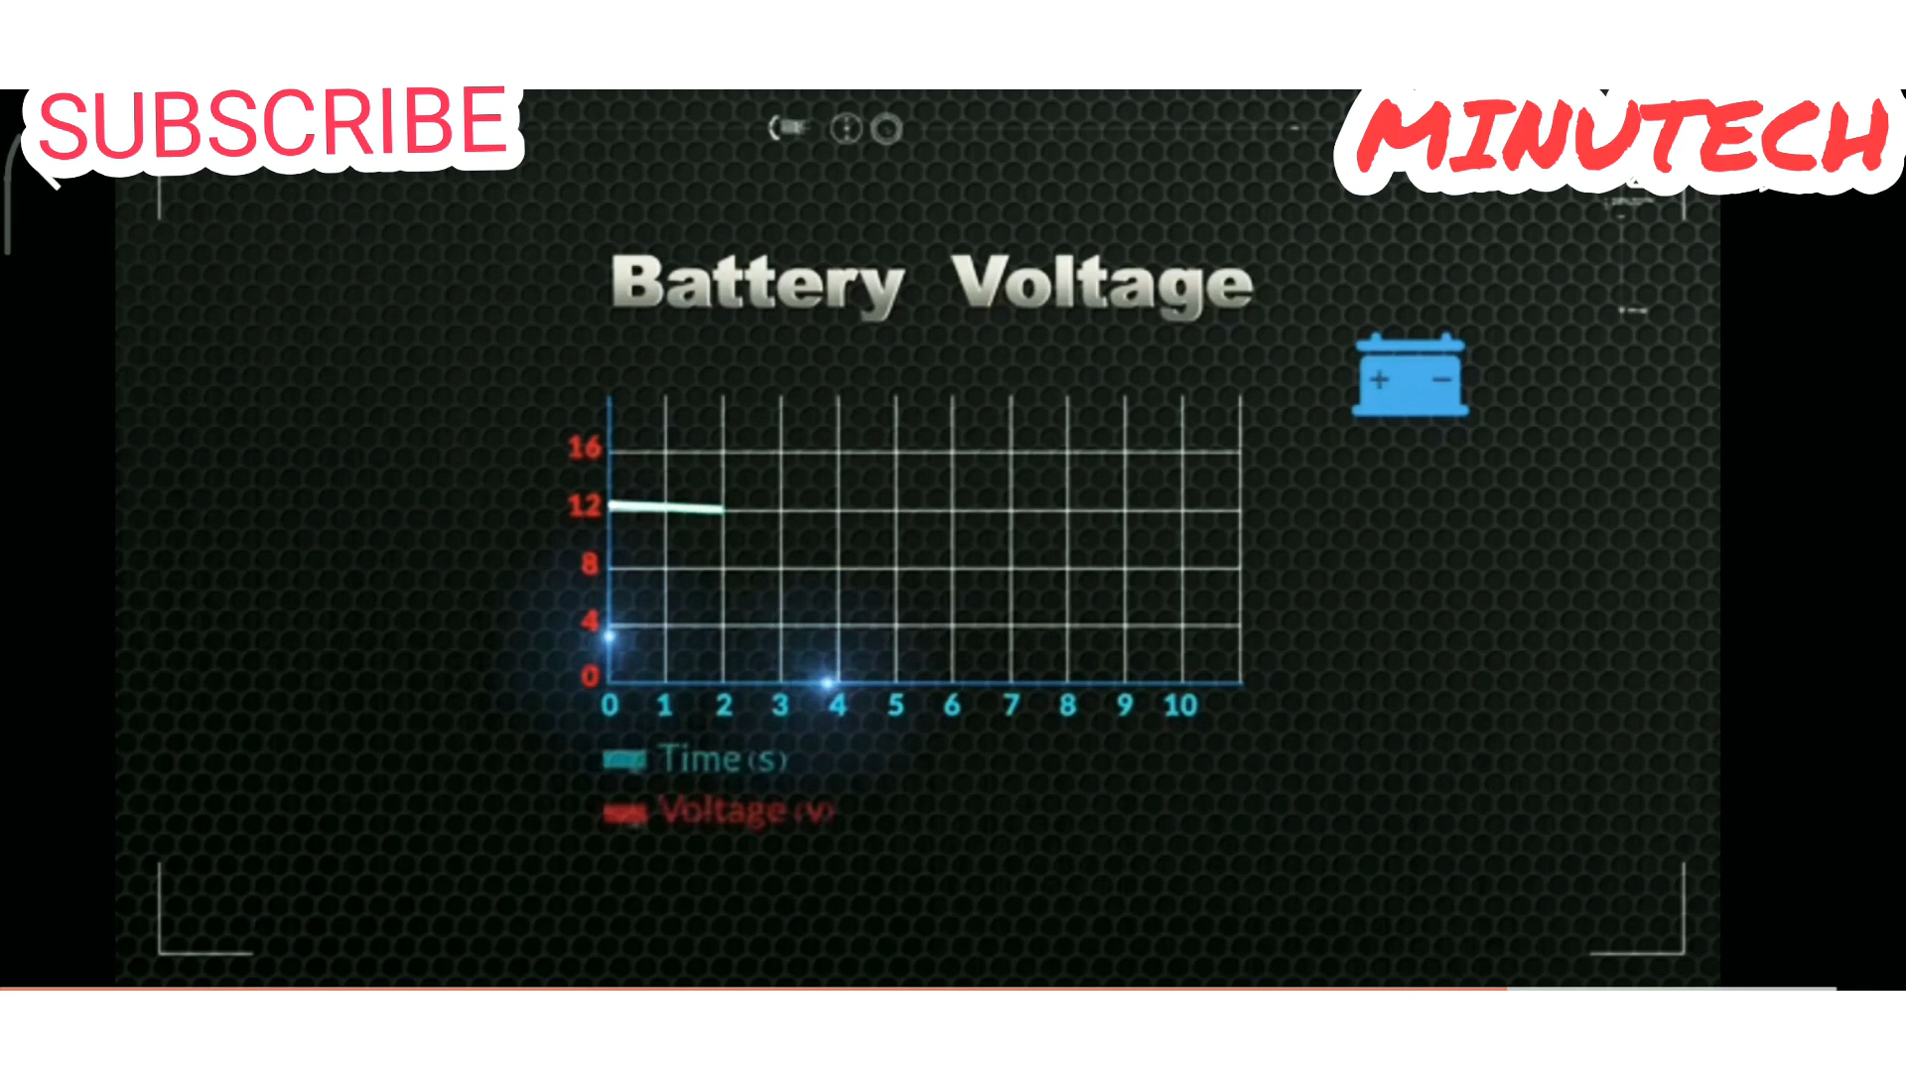 SUBSCRIBE
MINUTECH
Battery Voltage
+ −
16
12
8
4
0
0 1 2 3 4 5 6 7 8 9 10
Time (s)
Voltage (v)